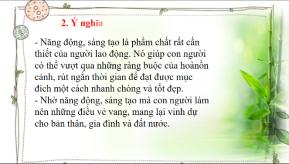 2. Ý nghĩa
- Năng động, sáng tạo là phẩm chất rất cần
thiết của người lao động. Nó giúp con người
có thể vượt qua những ràng buộc của hoànồn
cảnh, rút ngắn thời gian để đạt được mục
đích một cách nhanh chóng và tốt đẹp.
- Nhờ năng động, sáng tạo mà con người làm
nên những điều vẻ vang, mang lại vinh dự
cho bản thân, gia đình và đất nước.